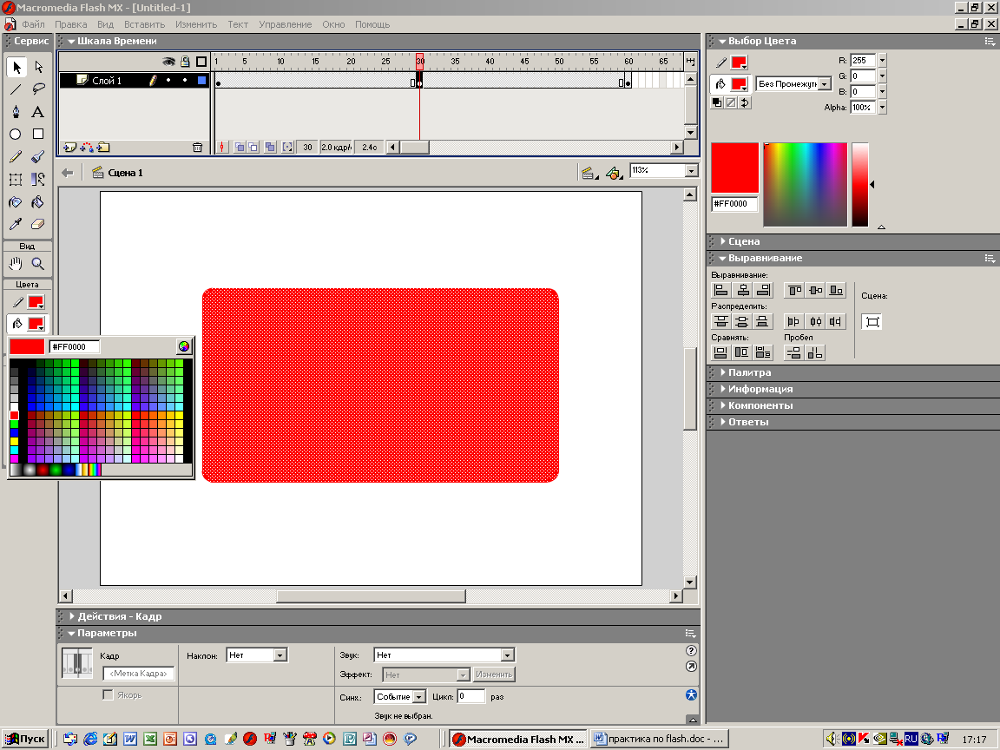 Macromedia Flash MX - [Untitled-1]
Файл Правка Вид Вставить Изменить Тект Управление Окно Помощь
Сервис
Шкала Времени
Выбор Цвета
1 5 10 15 20 25 30 35 40 45 50 55 60 65
Слой 1
R: 255
G: 0
B: 0
Без Промежутк
Alpha: 100%
30 2.0 кдр/с 2.4с
Сцена 1
113%
#FF0000
Вид
Цвета
#FF0000
Сцена
Выравнивание
Выравнивание:
Распределить:
Сравнять:
Пробел
Сцена:
Палитра
Информация
Компоненты
Ответы
Действия - Кадр
Параметры
Кадр
<Метка Кадра>
Якорь
Наклон: Нет
Звук: Нет
Эффект: Нет Изменить
Синх.: Событие Цикл: 0 раз
Звук не выбран.
Пуск
Macromedia Flash MX ...
практика по flash.doc - ...
RU
17:17